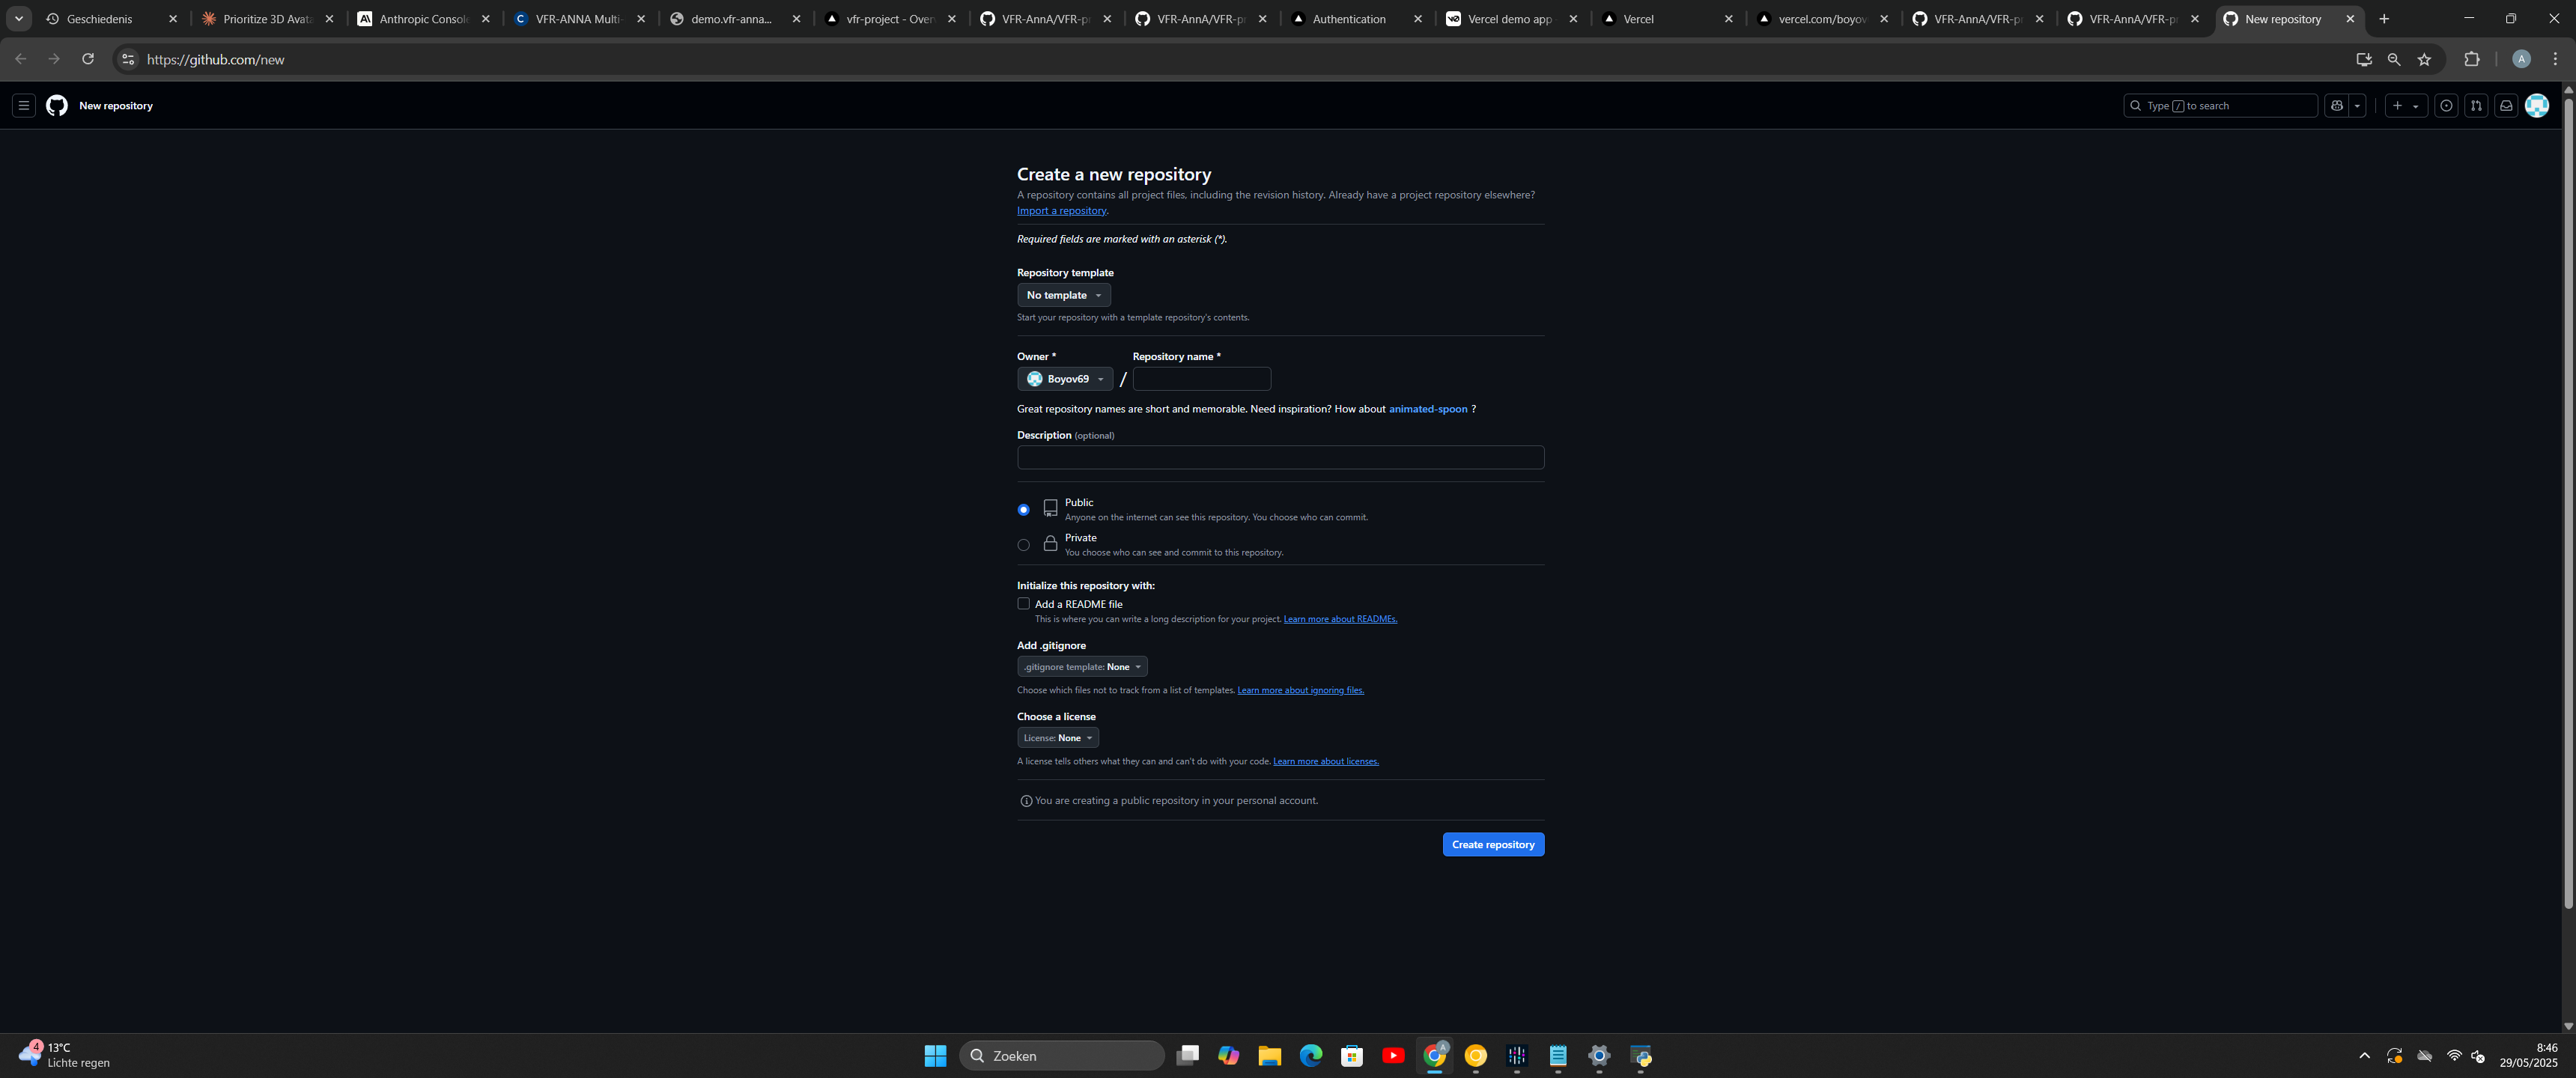 Geschiedenis
Prioritize 3D Avata
Anthropic Console
VFR-ANNA Multi-
demo.vfr-anna...
vfr-project - Over
VFR-AnnA/VFR-pr
VFR-AnnA/VFR-pr
Authentication
Vercel demo app
Vercel
vercel.com/boyov
VFR-AnnA/VFR-pr
VFR-AnnA/VFR-pr
New repository
https://github.com/new
A
New repository
Type / to search
Create a new repository
A repository contains all project files, including the revision history. Already have a project repository elsewhere?
Import a repository.
Required fields are marked with an asterisk (*).
Repository template
No template
Start your repository with a template repository's contents.
Owner * Repository name *
Boyov69 /
Great repository names are short and memorable. Need inspiration? How about animated-spoon ?
Description (optional)
Public
Anyone on the internet can see this repository. You choose who can commit.
Private
You choose who can see and commit to this repository.
Initialize this repository with:
Add a README file
This is where you can write a long description for your project. Learn more about READMEs.
Add .gitignore
.gitignore template: None
Choose which files not to track from a list of templates. Learn more about ignoring files.
Choose a license
License: None
A license tells others what they can and can't do with your code. Learn more about licenses.
You are creating a public repository in your personal account.
Create repository
4
13°C
Lichte regen
Zoeken
A
8:46
29/05/2025